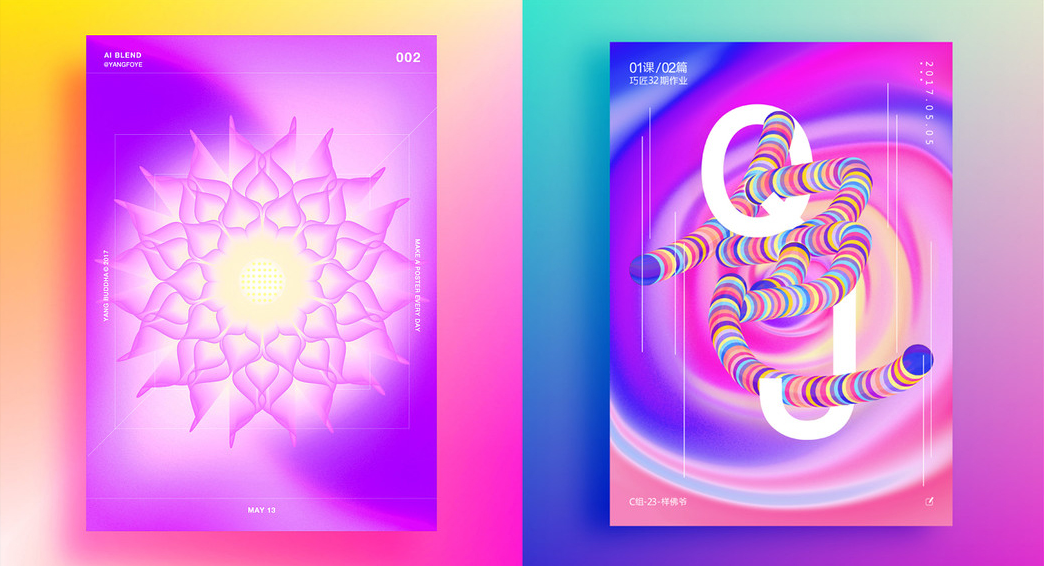 AI BLEND
@YANGFOYE
002
YANG BUDDHA © 2017
MAKE A POSTER EVERY DAY
MAY 13
01课/02篇
巧匠32期作业
2017.05.05
Q
J
C组-23-样佛爷